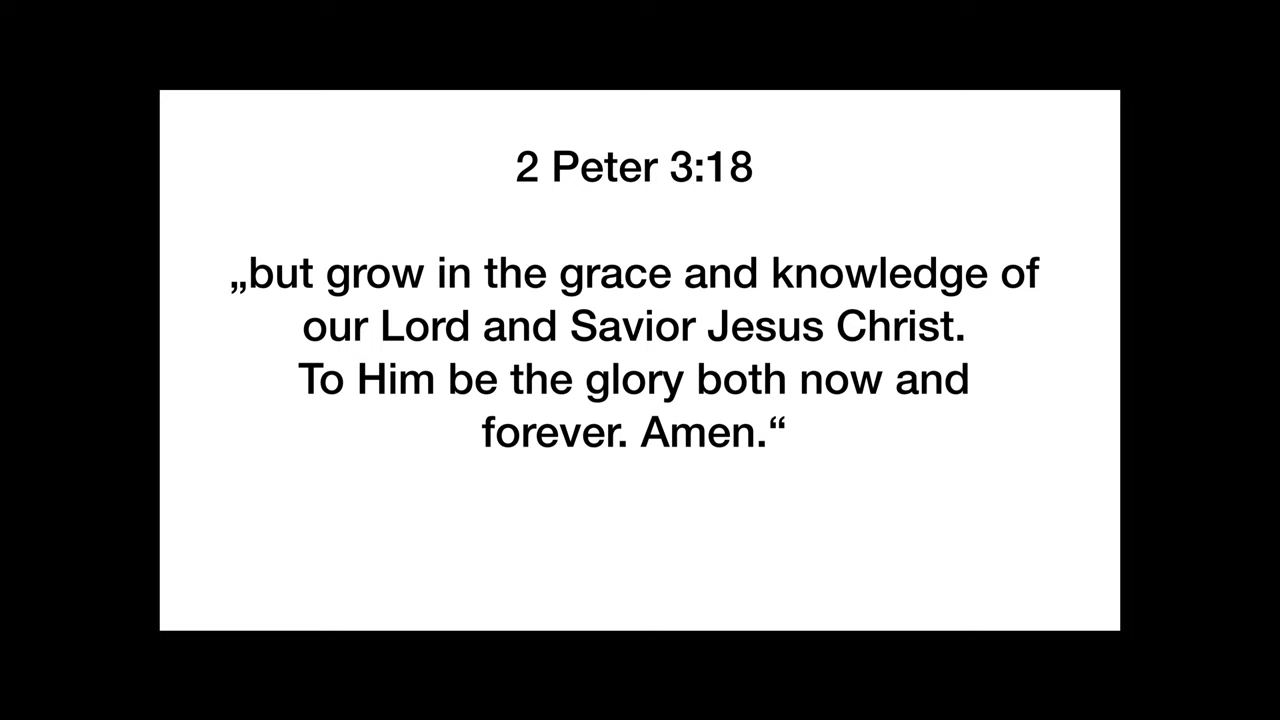 2 Peter 3:18
„but grow in the grace and knowledge of
our Lord and Savior Jesus Christ.
To Him be the glory both now and
forever. Amen.“